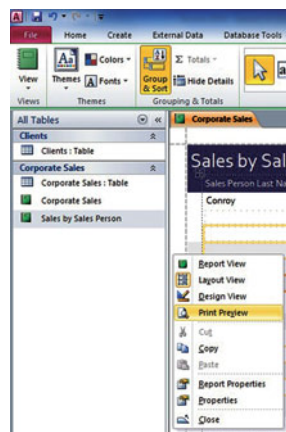 File Home Create External Data Database Tools
View Themes Colors Fonts Group & Sort Totals Hide Details
Views Themes Grouping & Totals
All Tables Corporate Sales
Clients
Clients : Table
Corporate Sales
Corporate Sales : Table
Corporate Sales
Sales by Sales Person
Sales by Sal
Sales Person Last Na
Conroy
Report View
Layout View
Design View
Print Preview
Cut
Copy
Paste
Report Properties
Properties
Close